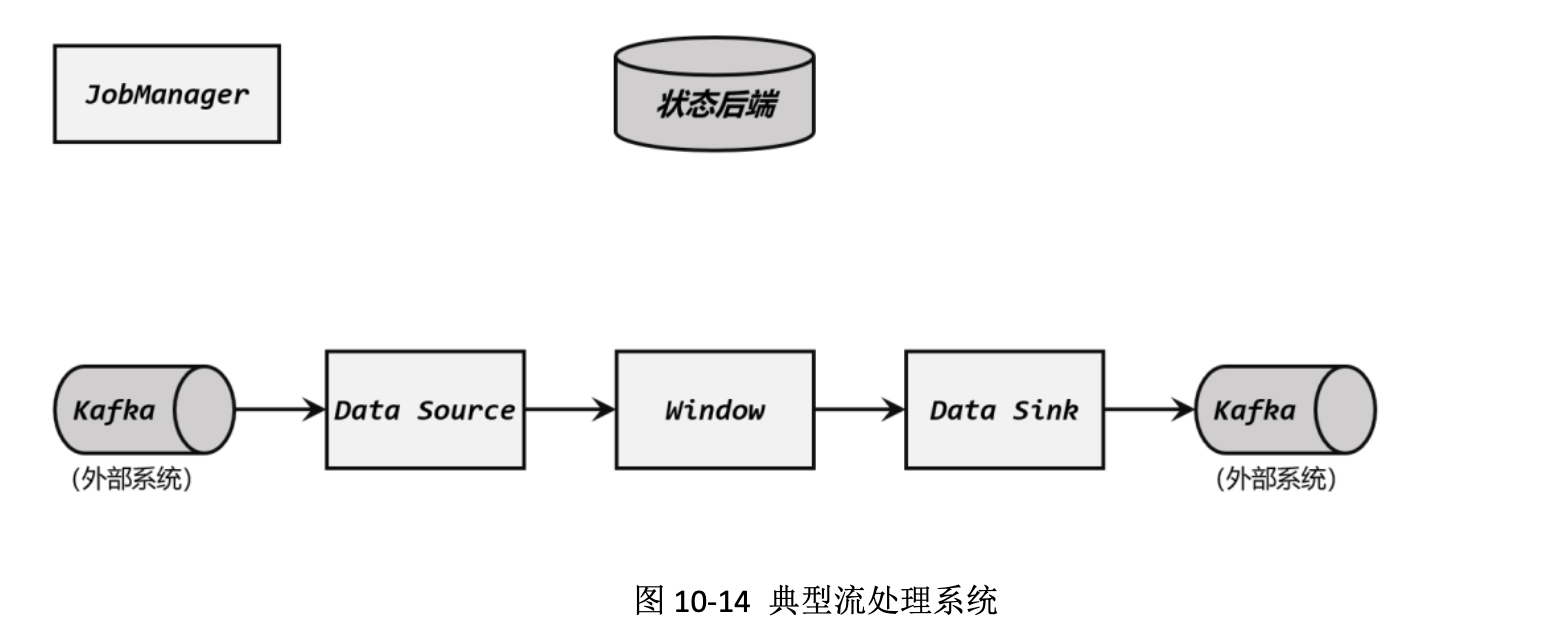 JobManager
状态后端
Kafka
Data Source
Window
Data Sink
Kafka
(外部系统)
(外部系统)
图 10-14 典型流处理系统